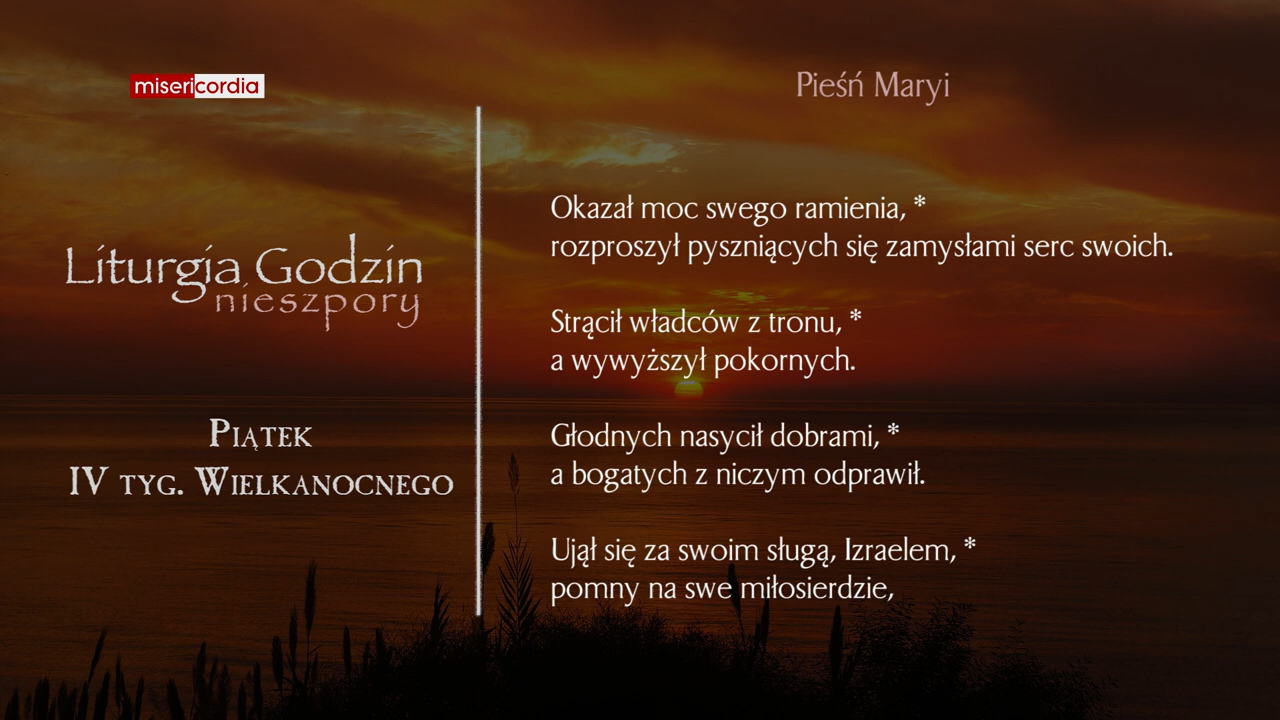 misericordia
Liturgia Godzin
nieszpory
Piątek
IV tyg. Wielkanocnego
Pieśń Maryi
Okazał moc swego ramienia, *
rozproszył pyszniących się zamysłami serc swoich.
Strącił władców z tronu, *
a wywyższył pokornych.
Głodnych nasycił dobrami, *
a bogatych z niczym odprawił.
Ujął się za swoim sługą, Izraelem, *
pomny na swe miłosierdzie,